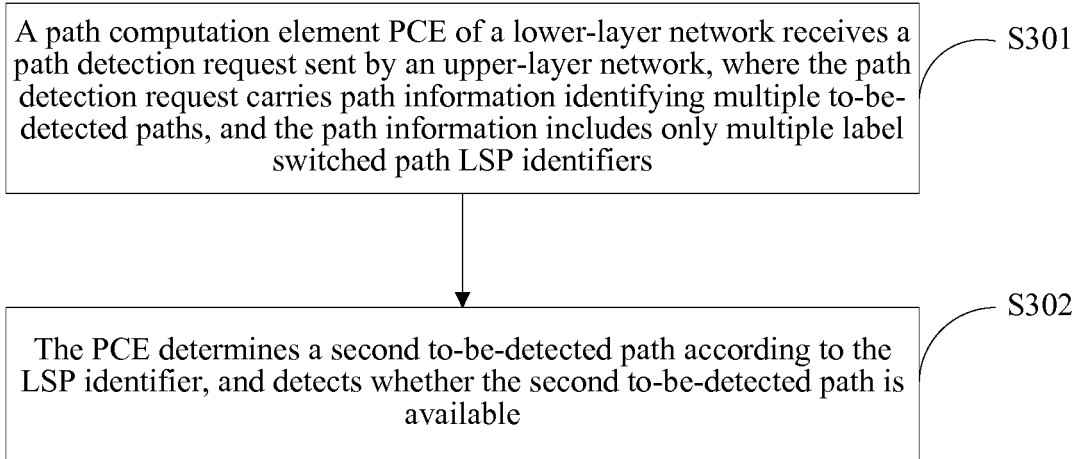 A path computation element PCE of a lower-layer network receives a
path detection request sent by an upper-layer network, where the path
detection request carries path information identifying multiple to-be-
detected paths, and the path information includes only multiple label
switched path LSP identifiers
S301
The PCE determines a second to-be-detected path according to the
LSP identifier, and detects whether the second to-be-detected path is
available
S302